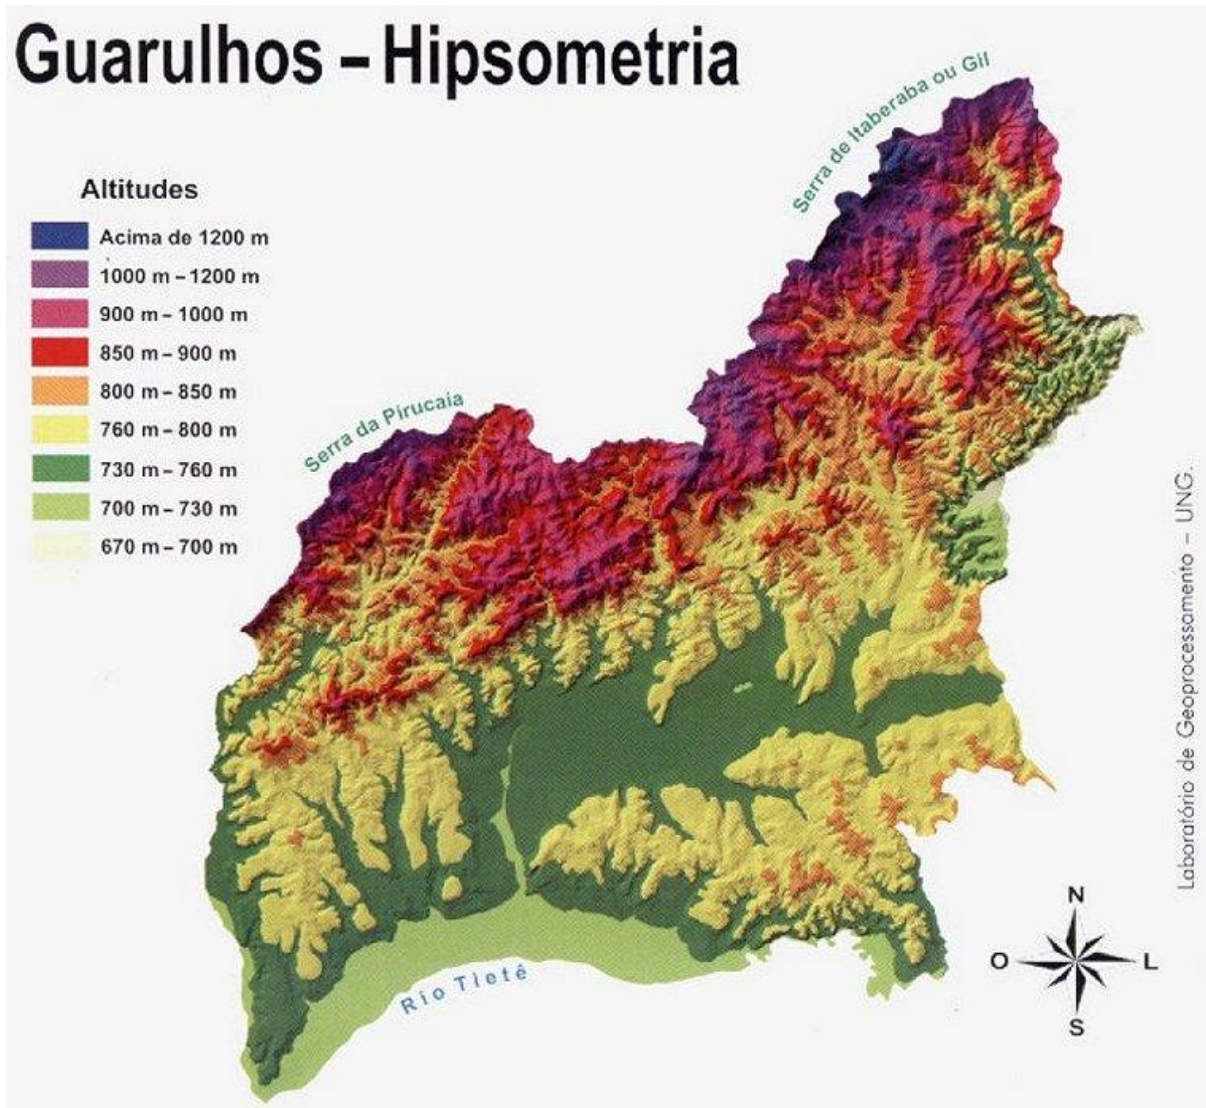 Guarulhos – Hipsometria
Serra de Itaberaba ou Gil
Altitudes
Acima de 1200 m
1000 m – 1200 m
900 m – 1000 m
850 m – 900 m
800 m – 850 m
760 m – 800 m
730 m – 760 m
700 m – 730 m
670 m – 700 m
Serra da Pirucaia
Laboratório de Geoprocessamento – UNG.
Rio Tietê
N
O
L
S